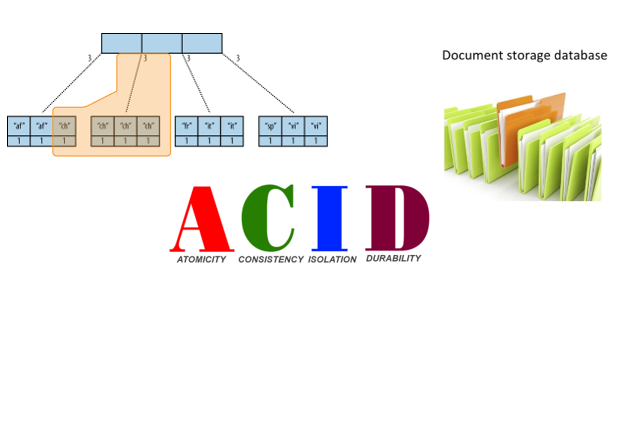 3 3 3 3
Document storage database
"af" "af" "ch" "ch" "ch" "ch" "fr" "it" "it" "sp" "vi" "vi"
1 1 1 1 1 1 1 1 1 1 1 1
ACID
ATOMICITY CONSISTENCY ISOLATION DURABILITY